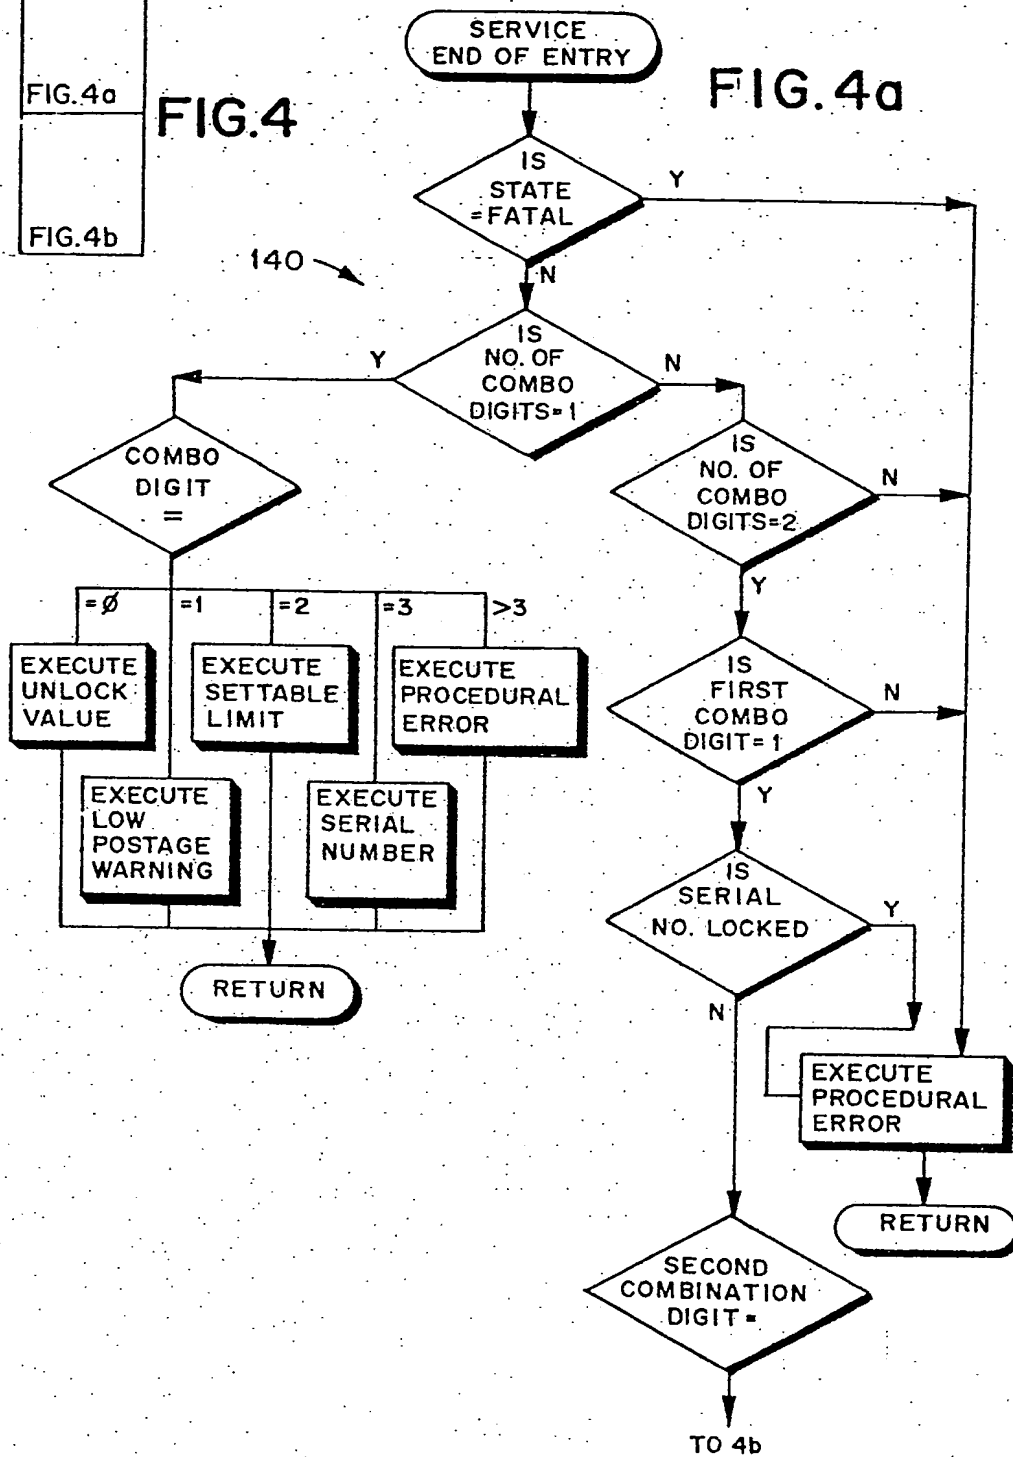 FIG.4a
FIG.4b
FIG.4
FIG.4a
SERVICE
END OF ENTRY
IS
STATE
=FATAL
Y
N
140
IS
NO. OF
COMBO
DIGITS=1
Y
N
COMBO
DIGIT
=
IS
NO. OF
COMBO
DIGITS=2
N
Y
=Ø
=1
=2
=3
>3
EXECUTE
UNLOCK
VALUE
EXECUTE
SETTABLE
LIMIT
EXECUTE
PROCEDURAL
ERROR
EXECUTE
LOW
POSTAGE
WARNING
EXECUTE
SERIAL
NUMBER
RETURN
IS
FIRST
COMBO
DIGIT=1
N
Y
IS
SERIAL
NO. LOCKED
Y
N
EXECUTE
PROCEDURAL
ERROR
RETURN
SECOND
COMBINATION
DIGIT=
TO 4b